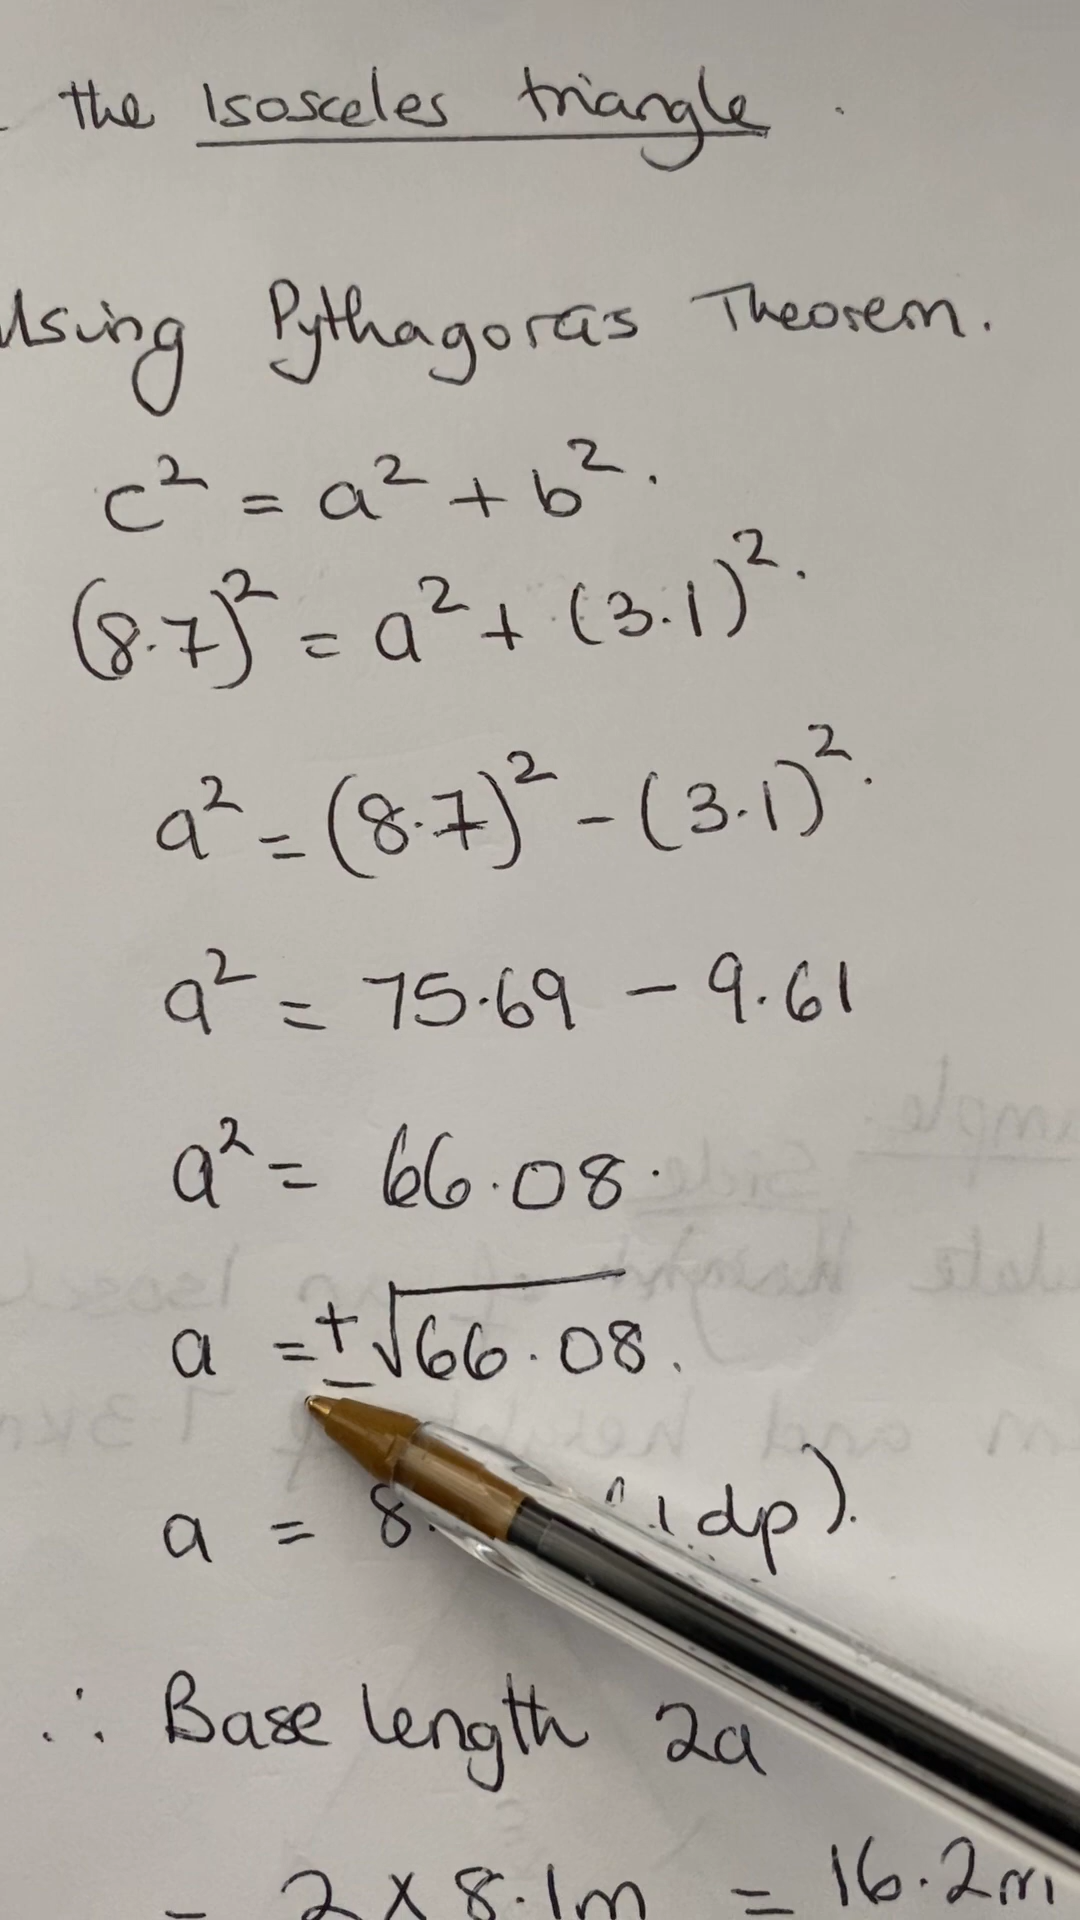 the Isosceles triangle.
Using Pythagoras Theorem.
c² = a² + b².
(8.7)² = a² + (3.1)².
a² = (8.7)² - (3.1)².
a² = 75.69 - 9.61
a² = 66.08.
a = ±√66.08.
a = 8. 1dp).
∴ Base length 2a
= 2 × 8.1m = 16.2m